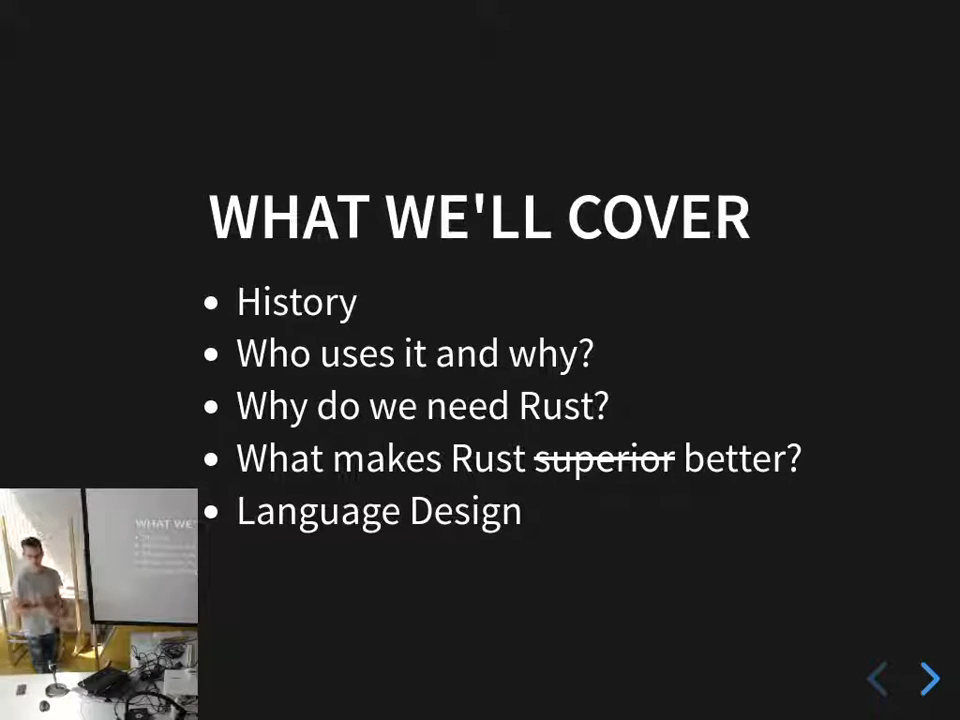 WHAT WE'LL COVER
History
Who uses it and why?
Why do we need Rust?
What makes Rust superior better?
Language Design
WHAT WE'